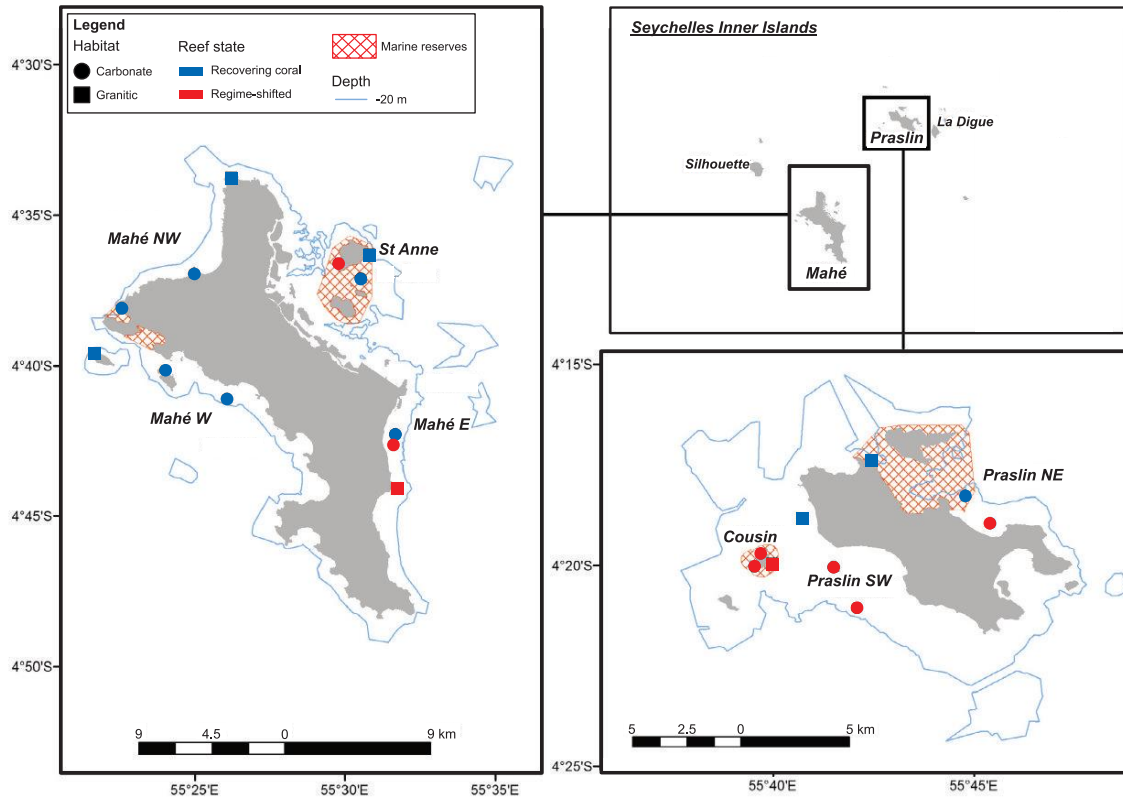 Legend
Habitat
Carbonate
Granitic
Reef state
Recovering coral
Regime-shifted
Marine reserves
Depth
-20 m
4°30'S
4°35'S
4°40'S
4°45'S
4°50'S
Mahé NW
St Anne
Mahé W
Mahé E
9 4.5 0 9 km
55°25'E 55°30'E 55°35'E
Seychelles Inner Islands
Silhouette
Praslin
La Digue
Mahé
4°15'S
4°20'S
4°25'S
Praslin NE
Cousin
Praslin SW
5 2.5 0 5 km
55°40'E 55°45'E